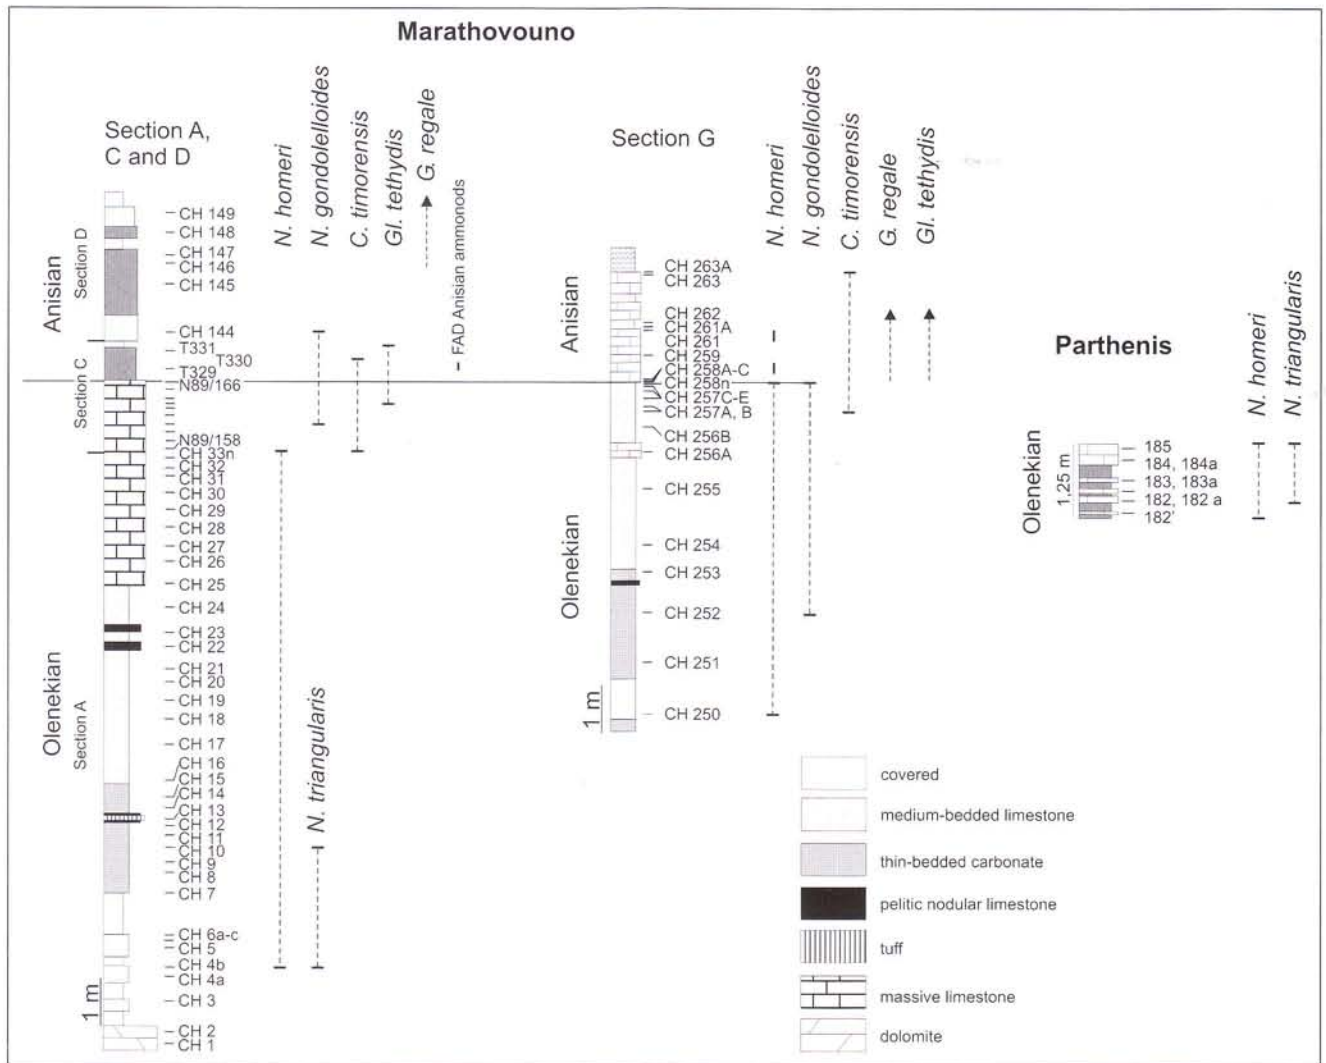 Marathovouno
Section A,
C and D
N. homeri
N. gondolelloides
C. timorensis
Gl. tethydis
G. regale
FAD Anisian ammonods
Anisian
Section D
Section C
Olenekian
Section A
CH 149
CH 148
CH 147
CH 146
CH 145
CH 144
T331
T330
T329
N89/166
N89/158
CH 33n
CH 32
CH 31
CH 30
CH 29
CH 28
CH 27
CH 26
CH 25
CH 24
CH 23
CH 22
CH 21
CH 20
CH 19
CH 18
CH 17
CH 16
CH 15
CH 14
CH 13
CH 12
CH 11
CH 10
CH 9
CH 8
CH 7
CH 6a-c
CH 5
CH 4b
CH 4a
CH 3
CH 2
CH 1
1 m
N. triangularis
Section G
N. homeri
N. gondolelloides
C. timorensis
G. regale
Gl. tethydis
Anisian
Olenekian
CH 263A
CH 263
CH 262
CH 261A
CH 261
CH 259
CH 258A-C
CH 258n
CH 257C-E
CH 257A, B
CH 256B
CH 256A
CH 255
CH 254
CH 253
CH 252
CH 251
CH 250
1 m
Parthenis
N. homeri
N. triangularis
Olenekian
1,25 m
185
184, 184a
183, 183a
182, 182 a
182'
covered
medium-bedded limestone
thin-bedded carbonate
pelitic nodular limestone
tuff
massive limestone
dolomite